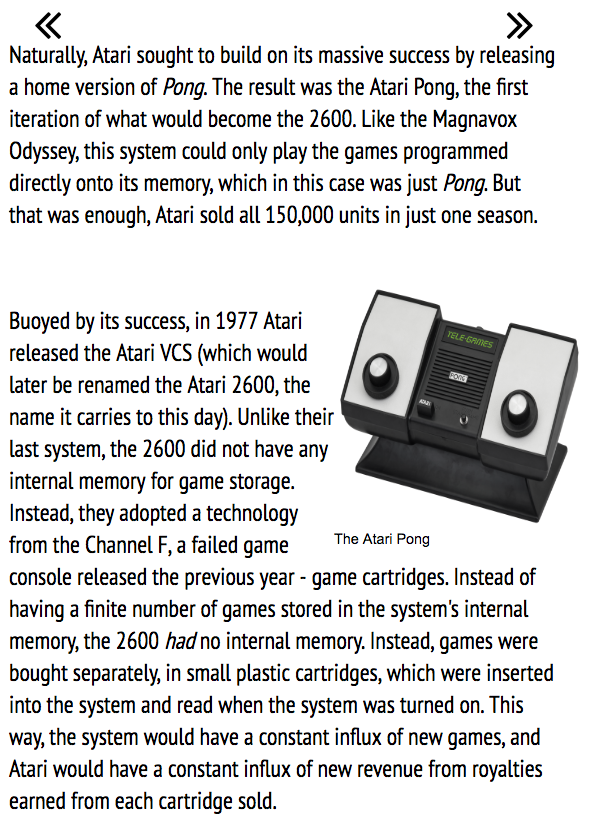 Naturally, Atari sought to build on its massive success by releasing
a home version of Pong. The result was the Atari Pong, the first
iteration of what would become the 2600. Like the Magnavox
Odyssey, this system could only play the games programmed
directly onto its memory, which in this case was just Pong. But
that was enough, Atari sold all 150,000 units in just one season.
Buoyed by its success, in 1977 Atari
released the Atari VCS (which would
later be renamed the Atari 2600, the
name it carries to this day). Unlike their
last system, the 2600 did not have any
internal memory for game storage.
Instead, they adopted a technology
from the Channel F, a failed game
console released the previous year - game cartridges. Instead of
having a finite number of games stored in the system's internal
memory, the 2600 had no internal memory. Instead, games were
bought separately, in small plastic cartridges, which were inserted
into the system and read when the system was turned on. This
way, the system would have a constant influx of new games, and
Atari would have a constant influx of new revenue from royalties
earned from each cartridge sold.
TELE-GAMES
PONG
ATARI
The Atari Pong